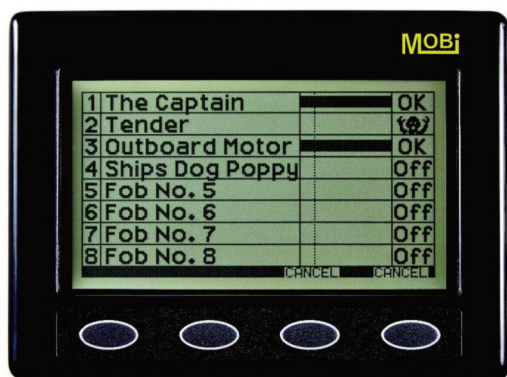 MOBi
1 The Captain OK
2 Tender
3 Outboard Motor OK
4 Ships Dog Poppy Off
5 Fob No. 5 Off
6 Fob No. 6 Off
7 Fob No. 7 Off
8 Fob No. 8 Off
CANCEL CANCEL